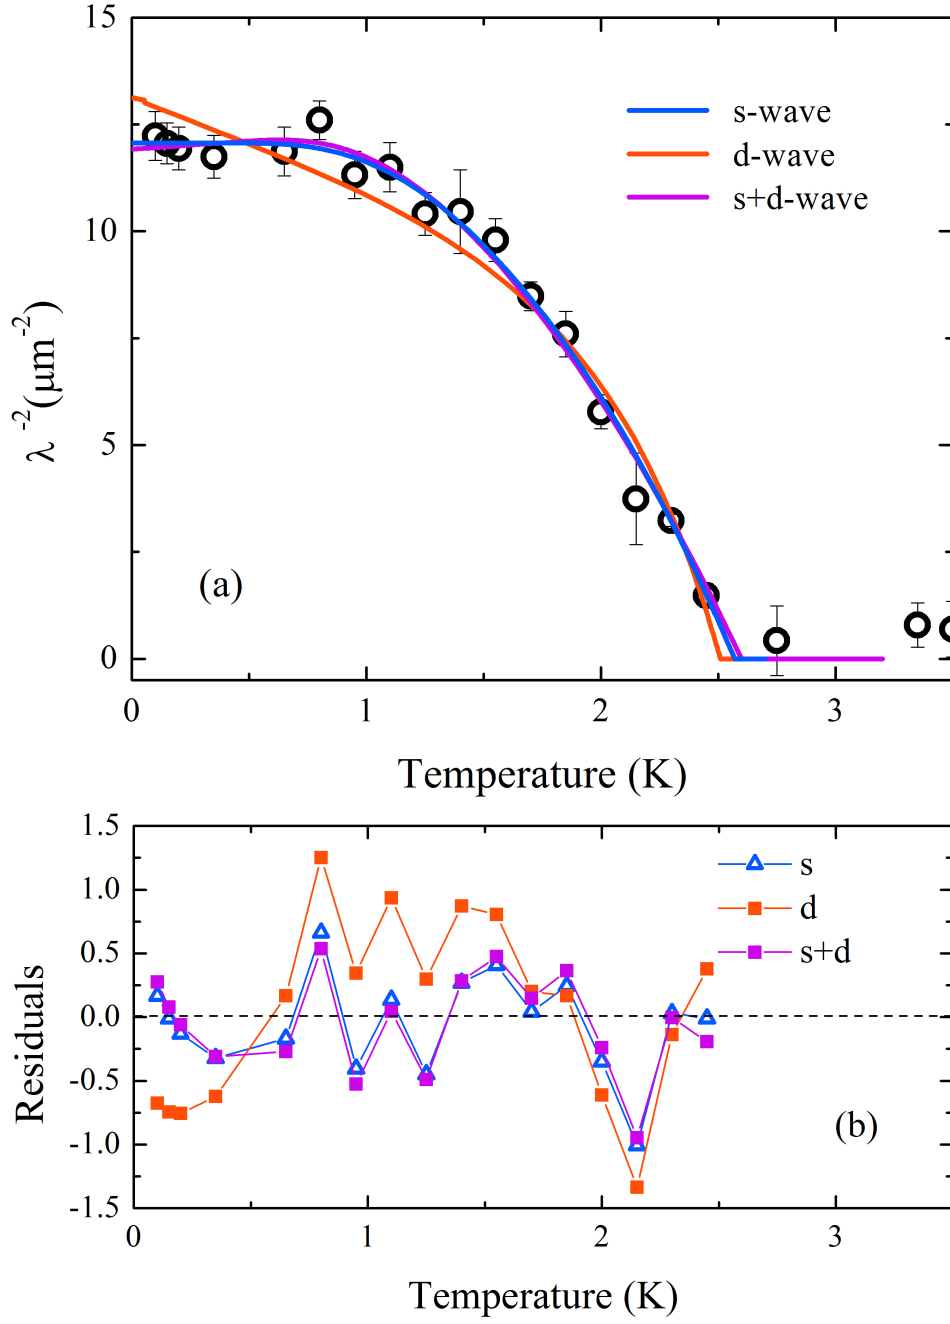 15
10
5
0
λ⁻²(μm⁻²)
s-wave
d-wave
s+d-wave
(a)
0 1 2 3
Temperature (K)
1.5
1.0
0.5
0.0
-0.5
-1.0
-1.5
Residuals
s
d
s+d
(b)
0 1 2 3
Temperature (K)